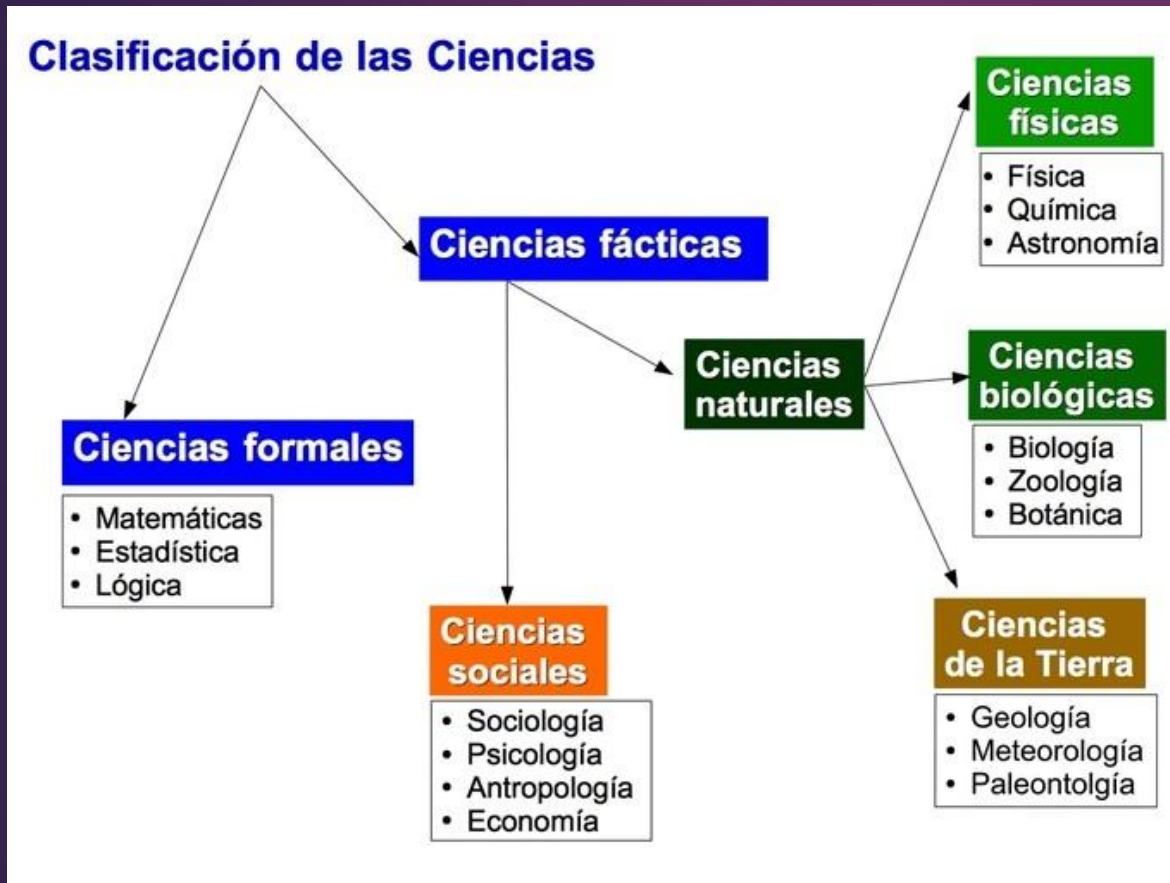 Clasificación de las Ciencias
Ciencias fácticas
Ciencias formales
• Matemáticas
• Estadística
• Lógica
Ciencias
sociales
• Sociología
• Psicología
• Antropología
• Economía
Ciencias
naturales
Ciencias
físicas
• Física
• Química
• Astronomía
Ciencias
biológicas
• Biología
• Zoología
• Botánica
Ciencias
de la Tierra
• Geología
• Meteorología
• Paleontolgía